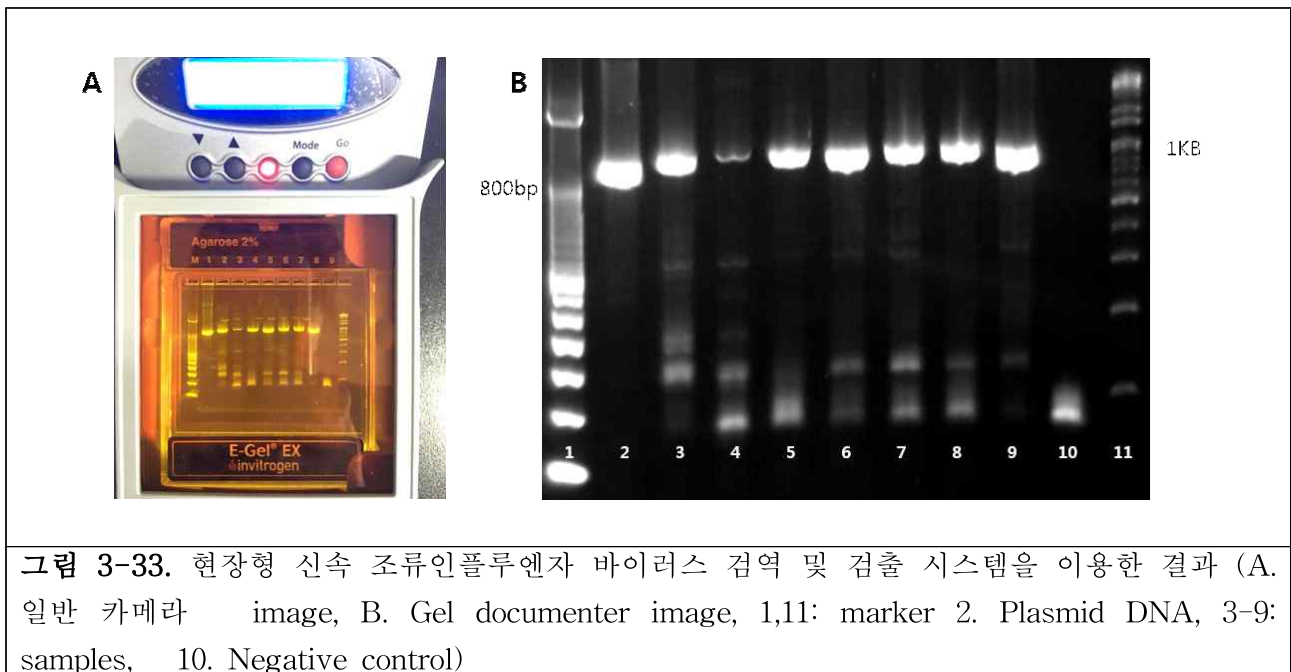 A
B
▼ ▲ Mode Go
Agarose 2%
M 1 2 3 4 5 6 7 8 9
E-Gel® EX
invitrogen
800bp
1KB
1 2 3 4 5 6 7 8 9 10 11
그림 3-33. 현장형 신속 조류인플루엔자 바이러스 검역 및 검출 시스템을 이용한 결과 (A.
일반 카메라 image, B. Gel documenter image, 1,11: marker 2. Plasmid DNA, 3-9:
samples, 10. Negative control)